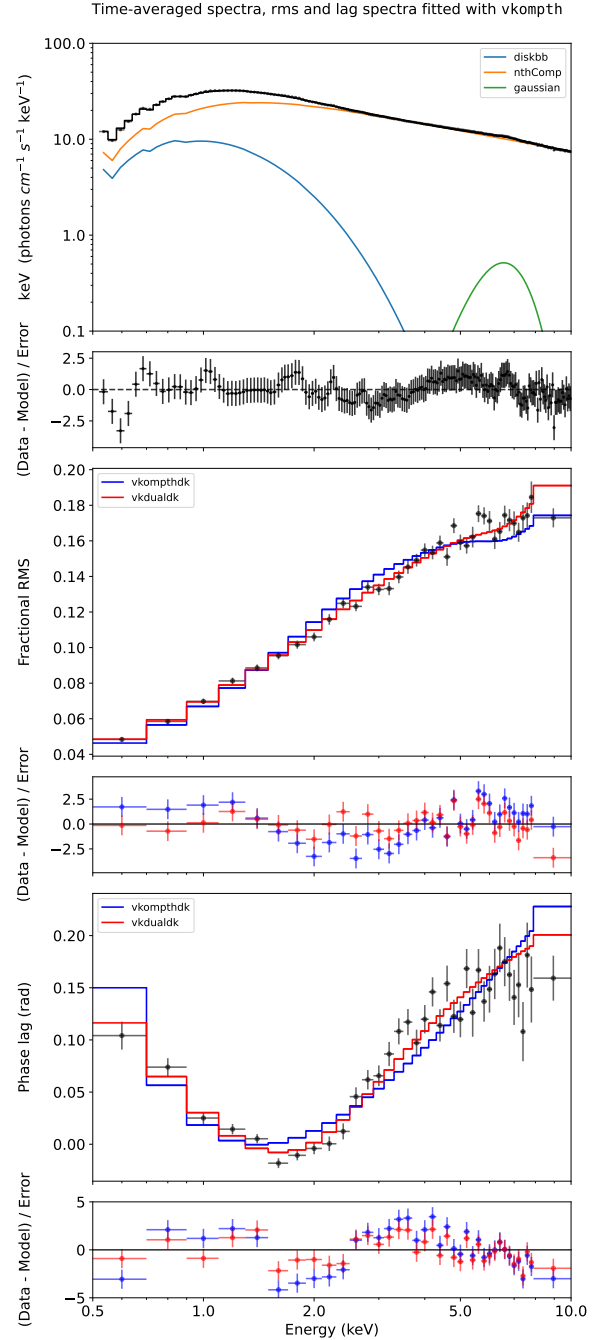 Time-averaged spectra, rms and lag spectra fitted with vkompth
100.0
10.0
1.0
0.1
keV (photons cm⁻¹ s⁻¹ keV⁻¹)
diskbb
nthComp
gaussian
2.5
0.0
−2.5
(Data - Model) / Error
0.20
0.18
0.16
0.14
0.12
0.10
0.08
0.06
0.04
Fractional RMS
vkompthdk
vkdualdk
2.5
0.0
−2.5
(Data - Model) / Error
0.20
0.15
0.10
0.05
0.00
Phase lag (rad)
vkompthdk
vkdualdk
5
0
−5
(Data - Model) / Error
0.5
1.0
2.0
5.0
10.0
Energy (keV)